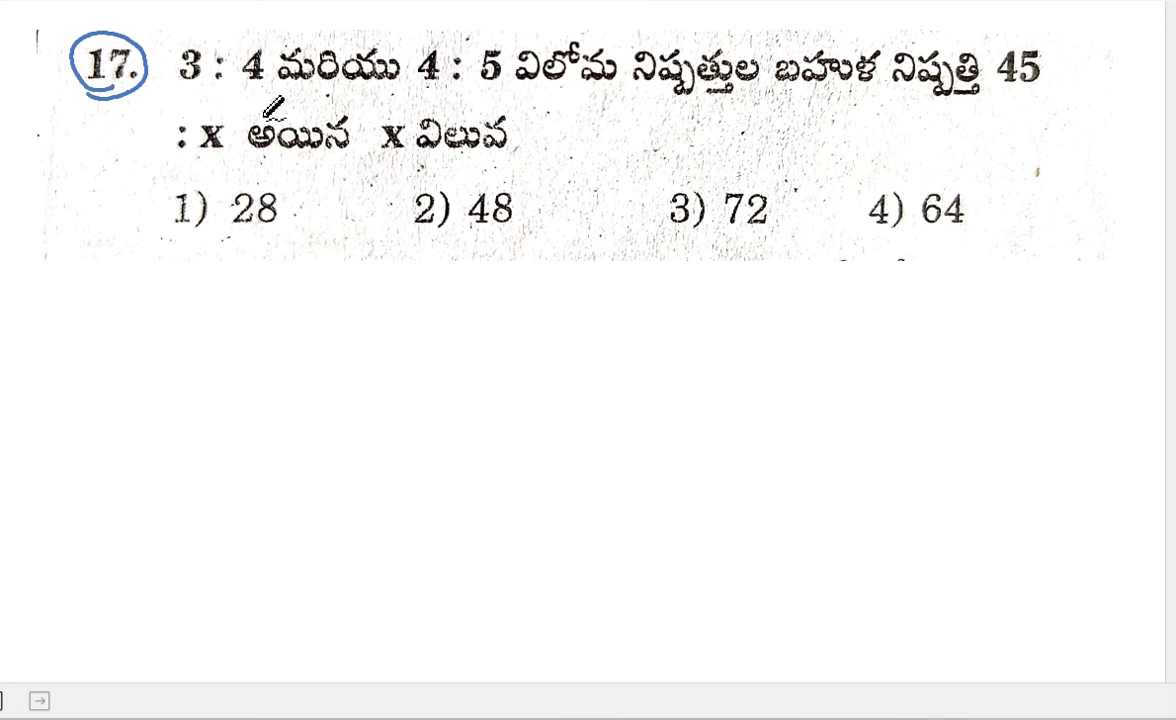 17. 3 : 4 మరియు 4 : 5 విలోమ నిష్పత్తుల బహుళ నిష్పత్తి 45
: x అయిన x విలువ
1) 28 2) 48 3) 72 4) 64